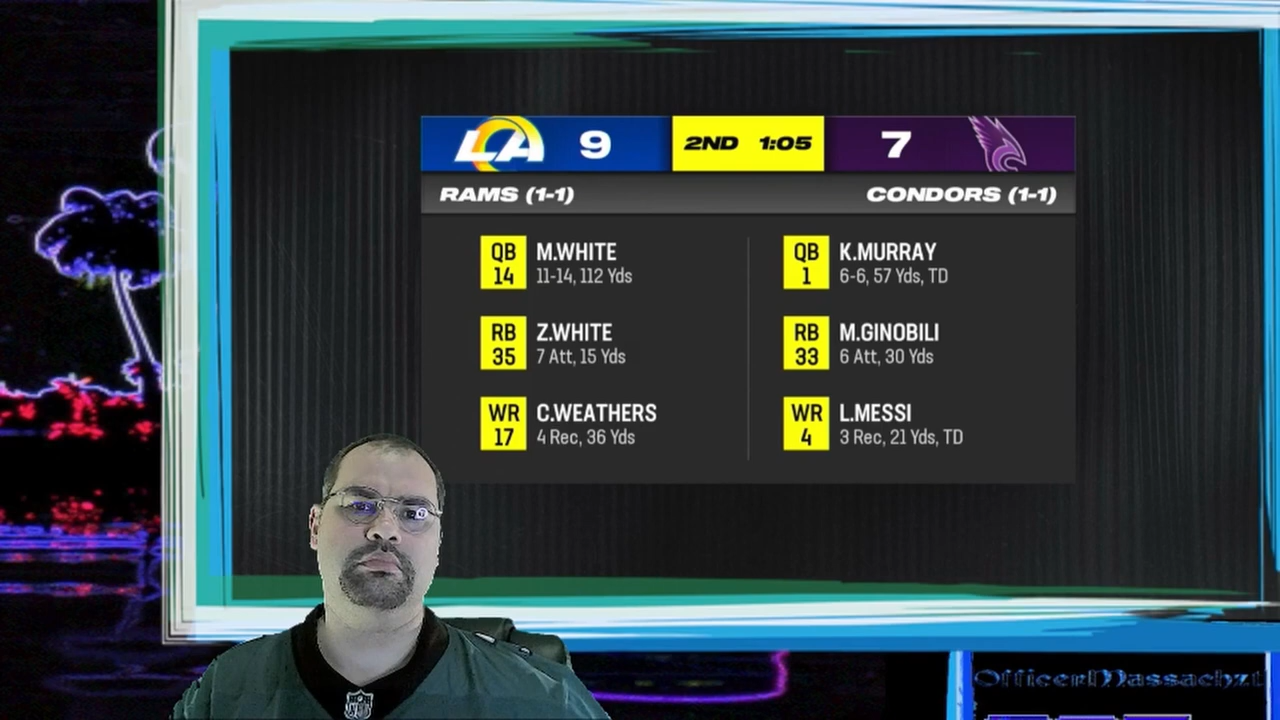 LA 9 2ND 1:05 7
RAMS (1-1) CONDORS (1-1)
QB 14 M.WHITE
11-14, 112 Yds
RB 35 Z.WHITE
7 Att, 15 Yds
WR 17 C.WEATHERS
4 Rec, 36 Yds
QB 1 K.MURRAY
6-6, 57 Yds, TD
RB 33 M.GINOBILI
6 Att, 30 Yds
WR 4 L.MESSI
3 Rec, 21 Yds, TD
NFL